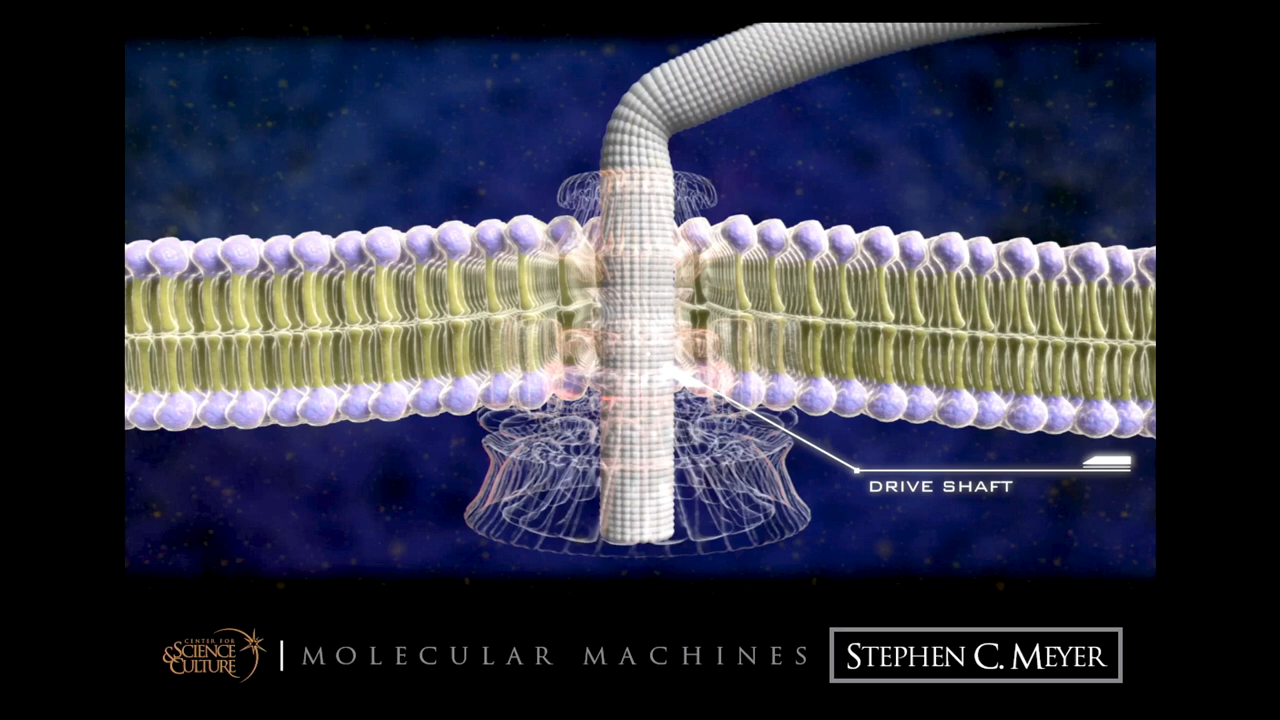 DRIVE SHAFT
CENTER FOR
& SCIENCE
CULTURE
MOLECULAR MACHINES
STEPHEN C. MEYER